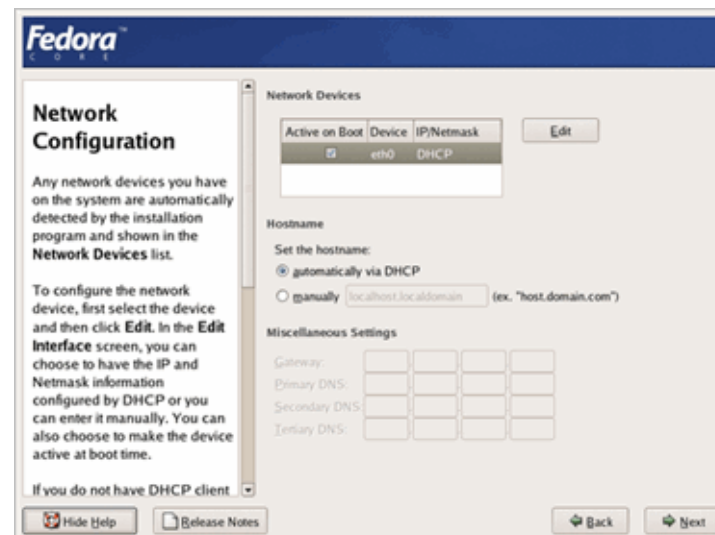 Fedora™
CORE
Network
Configuration
Any network devices you have
on the system are automatically
detected by the installation
program and shown in the
Network Devices list.
To configure the network
device, first select the device
and then click Edit. In the Edit
Interface screen, you can
choose to have the IP and
Netmask information
configured by DHCP or you
can enter it manually. You can
also choose to make the device
active at boot time.
If you do not have DHCP client
Network Devices
Active on Boot Device IP/Netmask
eth0 DHCP
Edit
Hostname
Set the hostname:
automatically via DHCP
manually localhost.localdomain (ex. "host.domain.com")
Miscellaneous Settings
Gateway:
Primary DNS:
Secondary DNS:
Tertiary DNS:
Hide Help
Release Notes
Back
Next